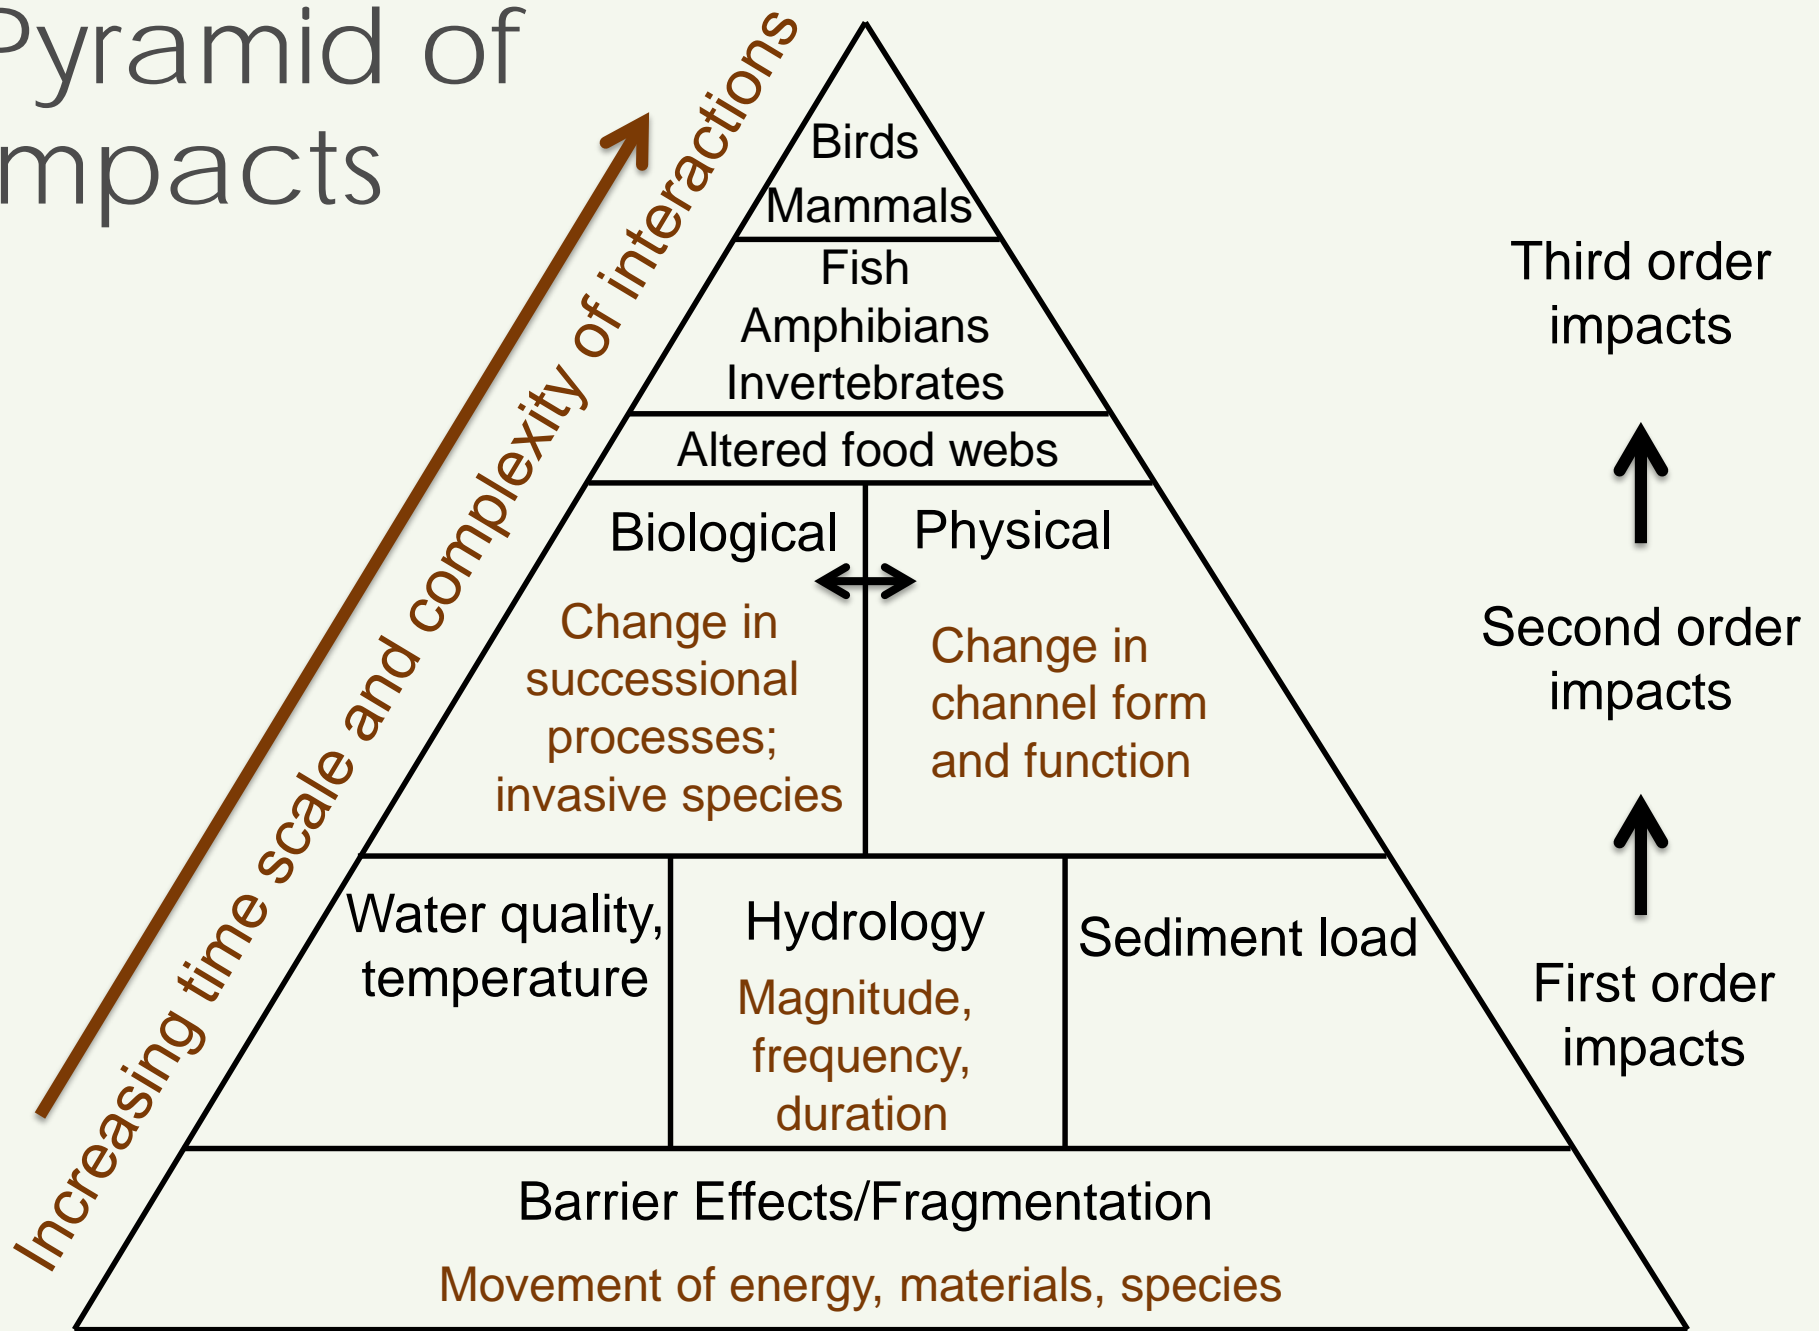 Pyramid of
mpacts
Increasing time scale and complexity of interactions
Birds
Mammals
Fish
Amphibians
Invertebrates
Altered food webs
Biological
Change in
successional
processes;
invasive species
Physical
Change in
channel form
and function
Water quality,
temperature
Hydrology
Magnitude,
frequency,
duration
Sediment load
Barrier Effects/Fragmentation
Movement of energy, materials, species
Third order
impacts
Second order
impacts
First order
impacts